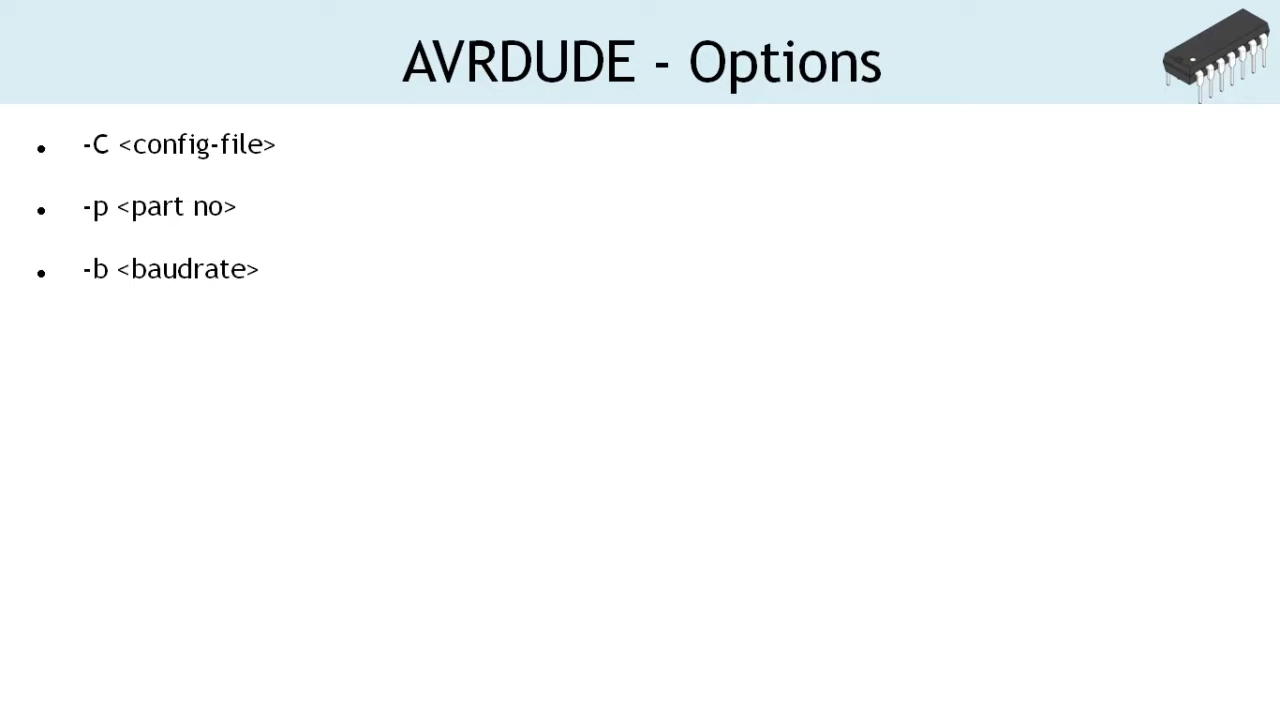 AVRDUDE - Options
• -C <config-file>
• -p <part no>
• -b <baudrate>